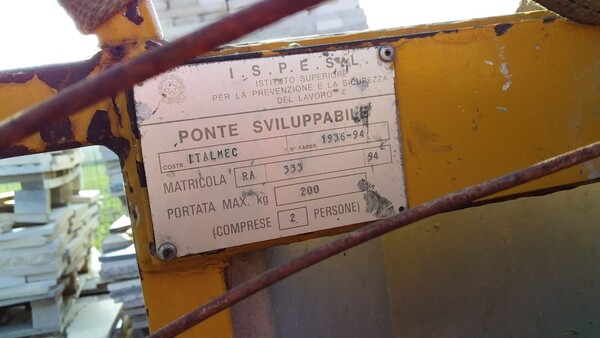 I.S.P.E.S.L.
ISTITUTO SUPERIORE
PER LA PREVENZIONE E LA SICUREZZA
DEL LAVORO
PONTE SVILUPPABILE
COSTR. ITALMEC N° FABBR. 1936-94
MATRICOLA RA 333 94
PORTATA MAX. kg 200
(COMPRESE 2 PERSONE)